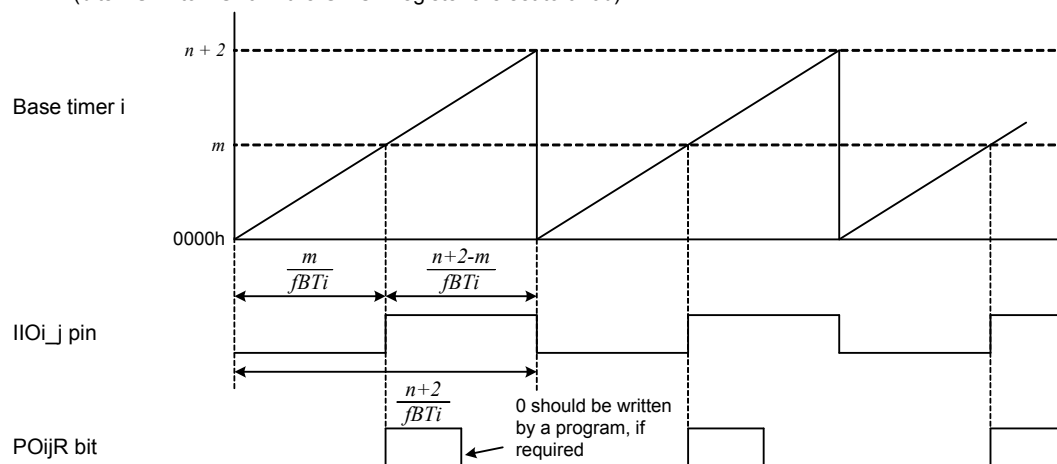 n + 2
Base timer i
m
0000h
m
fBTi
n+2-m
fBTi
IIOi_j pin
n+2
fBTi
0 should be written
by a program, if
required
POijR bit